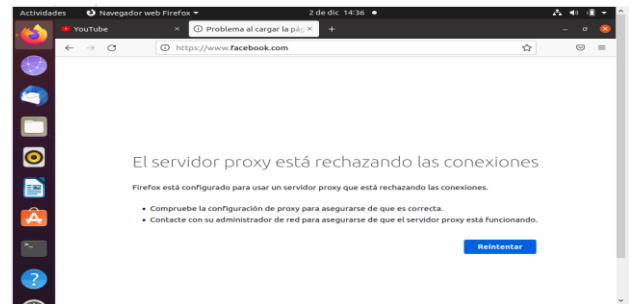 Actividades Navegador web Firefox 2 de dic 14:36
YouTube Problema al cargar la pág
https://www.facebook.com
El servidor proxy está rechazando las conexiones
Firefox está configurado para usar un servidor proxy que está rechazando las conexiones.
• Compruebe la configuración de proxy para asegurarse de que es correcta.
• Contacte con su administrador de red para asegurarse de que el servidor proxy está funcionando.
Reintentar